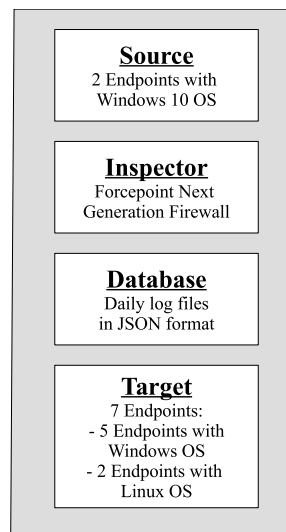 Source
2 Endpoints with
Windows 10 OS
Inspector
Forcepoint Next
Generation Firewall
Database
Daily log files
in JSON format
Target
7 Endpoints:
- 5 Endpoints with
Windows OS
- 2 Endpoints with
Linux OS